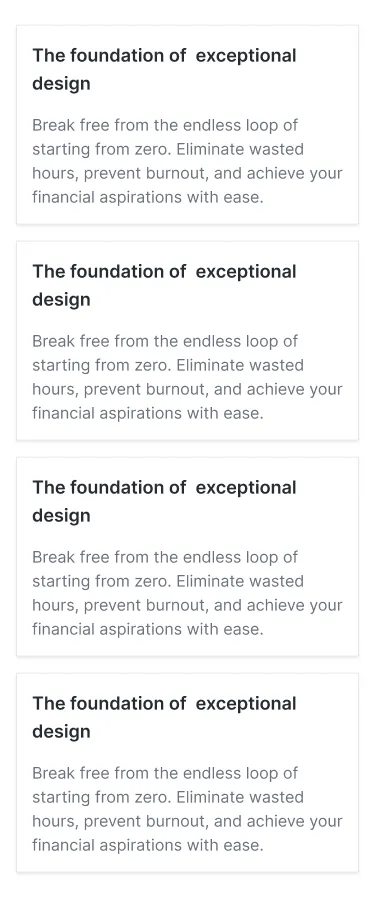 The foundation of  exceptional
design
Break free from the endless loop of
starting from zero. Eliminate wasted
hours, prevent burnout, and achieve your
financial aspirations with ease.
The foundation of  exceptional
design
Break free from the endless loop of
starting from zero. Eliminate wasted
hours, prevent burnout, and achieve your
financial aspirations with ease.
The foundation of  exceptional
design
Break free from the endless loop of
starting from zero. Eliminate wasted
hours, prevent burnout, and achieve your
financial aspirations with ease.
The foundation of  exceptional
design
Break free from the endless loop of
starting from zero. Eliminate wasted
hours, prevent burnout, and achieve your
financial aspirations with ease.